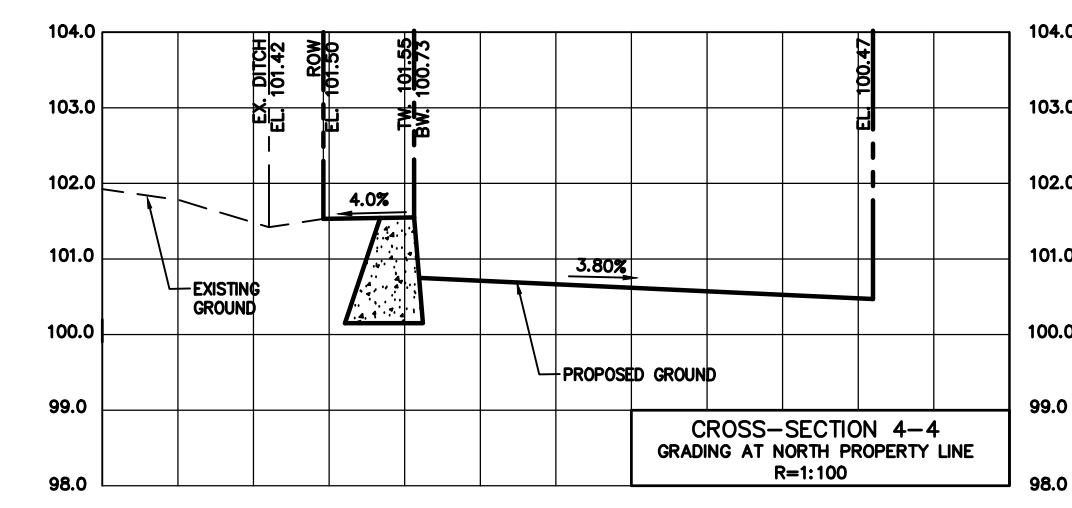 104.0
103.0
102.0
101.0
100.0
99.0
98.0
EX. DITCH
EL. 101.42
ROW
EL. 101.50
TW. 101.55
BW. 100.73
EL. 100.47
4.0%
3.80%
EXISTING
GROUND
PROPOSED GROUND
CROSS-SECTION 4-4
GRADING AT NORTH PROPERTY LINE
R=1:100
104.0
103.0
102.0
101.0
100.0
99.0
98.0